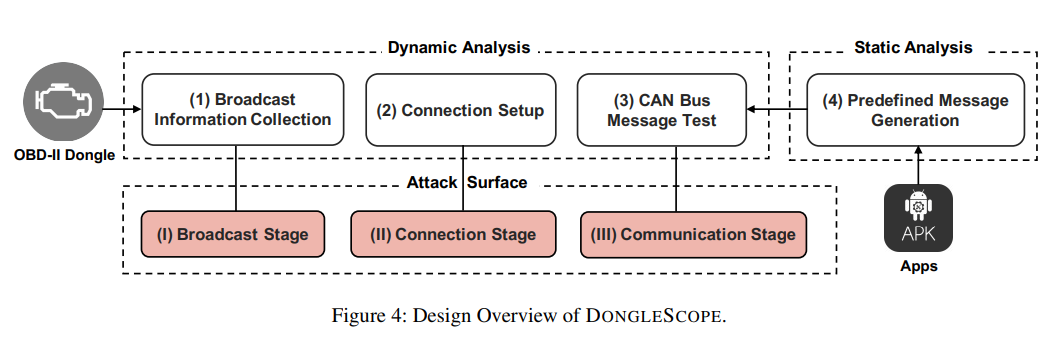 Dynamic Analysis
Static Analysis
(1) Broadcast
Information Collection
(2) Connection Setup
(3) CAN Bus
Message Test
(4) Predefined Message
Generation
OBD-II Dongle
Attack Surface
(I) Broadcast Stage
(II) Connection Stage
(III) Communication Stage
APK
Apps
Figure 4: Design Overview of DONGLESCOPE.